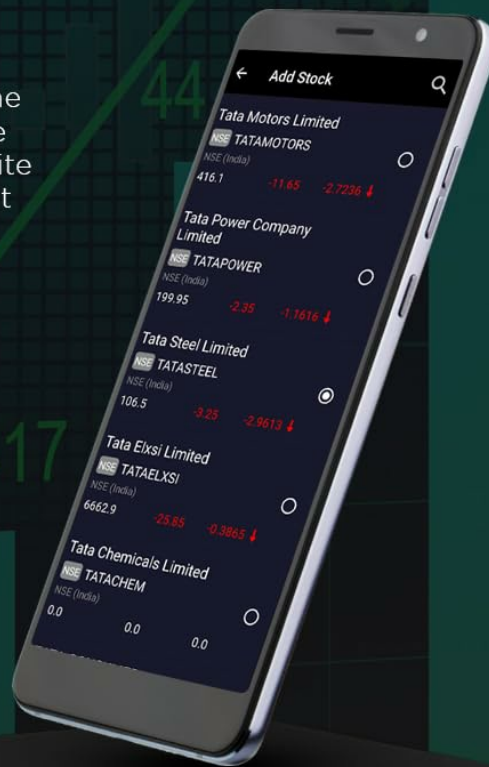 ne
e
ite
t
44
17
Add Stock
Tata Motors Limited
NSE TATAMOTORS
NSE (India)
416.1 -11.65 -2.7236 ↓
Tata Power Company
Limited
NSE TATAPOWER
NSE (India)
199.95 -2.35 -1.1616 ↓
Tata Steel Limited
NSE TATASTEEL
NSE (India)
106.5 -3.25 -2.9613 ↓
Tata Elxsi Limited
NSE TATAELXSI
NSE (India)
6662.9 -25.85 -0.3865 ↓
Tata Chemicals Limited
NSE TATACHEM
NSE (India)
0.0 0.0 0.0